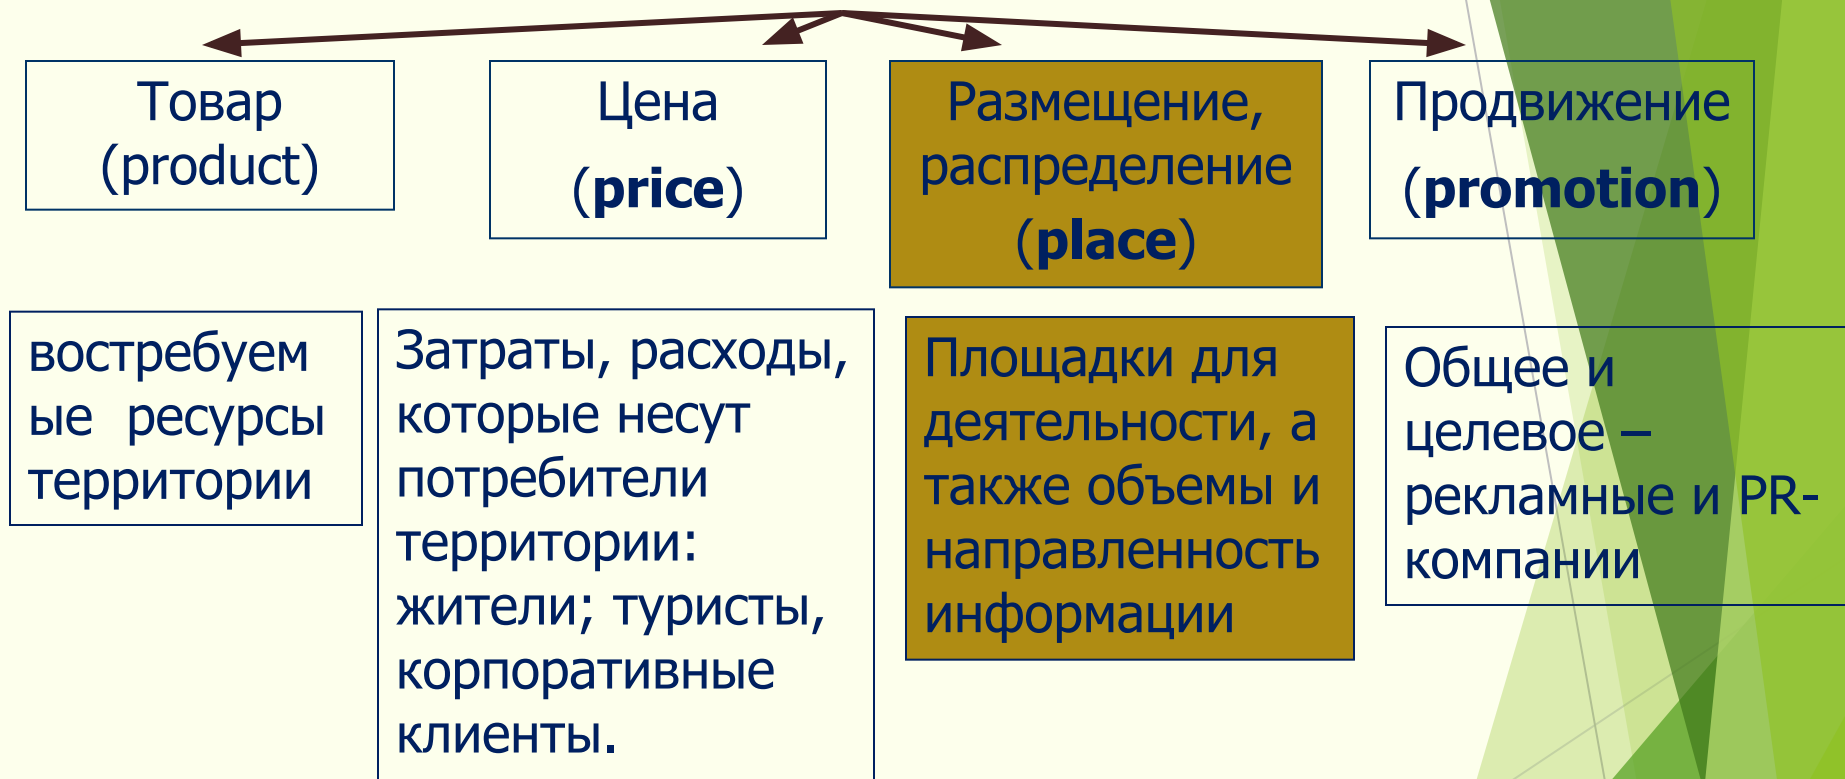 Товар
(product)
Цена
(price)
Размещение,
распределение
(place)
Продвижение
(promotion)
востребуем
ые ресурсы
территории
Затраты, расходы,
которые несут
потребители
территории:
жители; туристы,
корпоративные
клиенты.
Площадки для
деятельности, а
также объемы и
направленность
информации
Общее и
целевое –
рекламные и PR-
компании